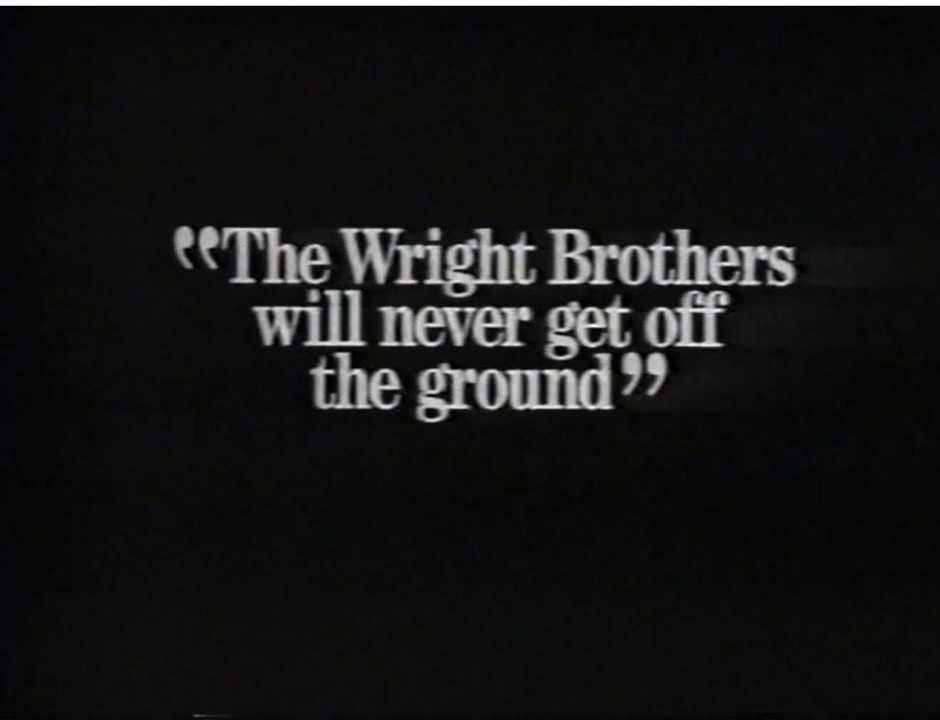 “The Wright Brothers
will never get off
the ground”